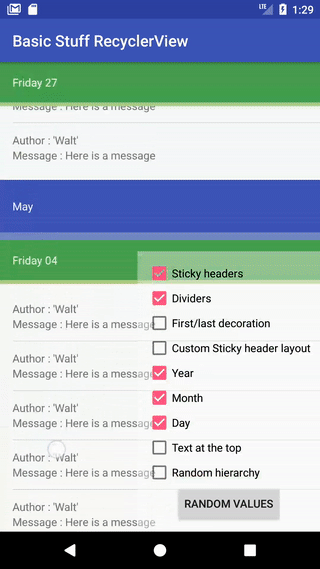 LTE 1:29
Basic Stuff RecyclerView
Friday 27
Message : Here is a message
Author : 'Walt'
Message : Here is a message
May
Friday 04
Sticky headers
Dividers
Author : 'Walt'
Message : Here is a message
First/last decoration
Custom Sticky header layout
Author : 'Walt'
Message : Here is a message
Year
Month
Author : 'Walt'
Message : Here is a message
Day
Text at the top
Author : 'Walt'
Message : Here is a message
Random hierarchy
RANDOM VALUES
Author : 'Walt'
Message : Here is a message